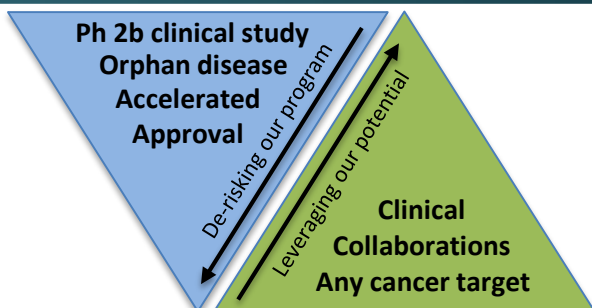 Ph 2b clinical study
Orphan disease
Accelerated
Approval
De-risking our program
Leveraging our potential
Clinical
Collaborations
Any cancer target